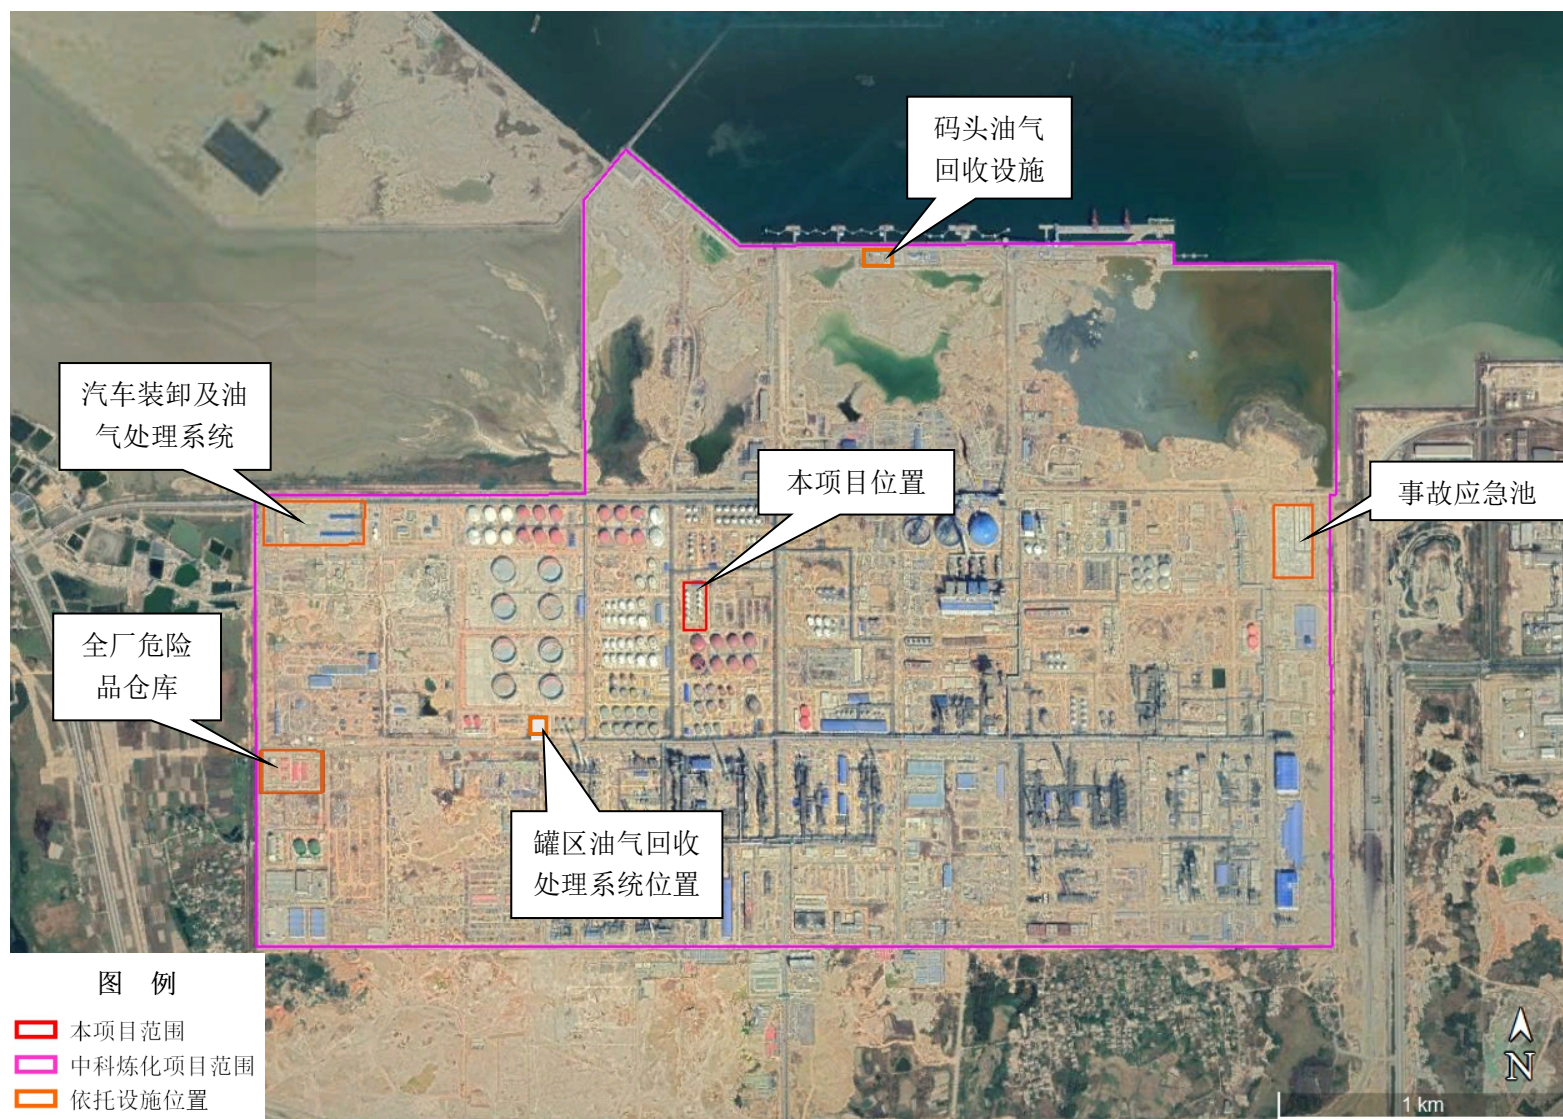 码头油气
回收设施
汽车装卸及油
气处理系统
本项目位置
事故应急池
全厂危险
品仓库
罐区油气回收
处理系统位置
图 例
本项目范围
中科炼化项目范围
依托设施位置
N
1 km